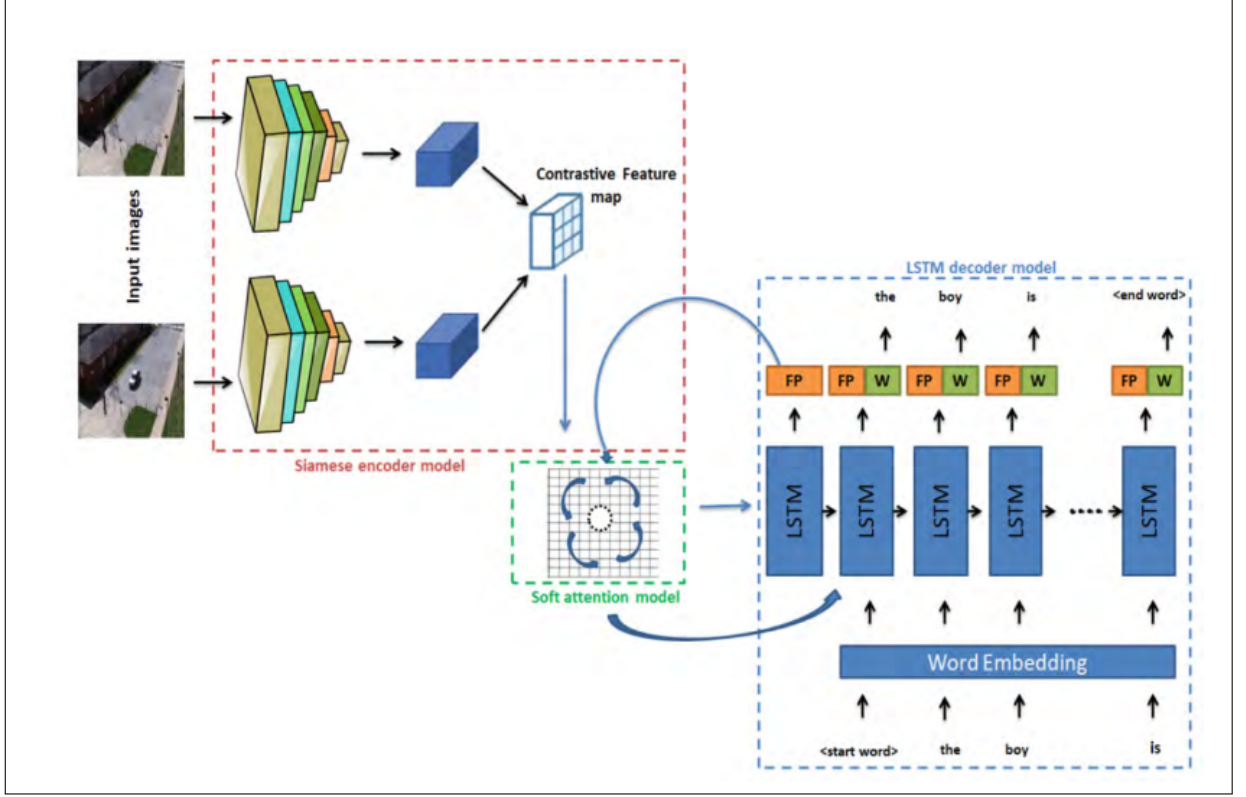 Input images
Contrastive Feature
map
Siamese encoder model
Soft attention model
LSTM decoder model
the boy is <end word>
FP FP W FP W FP W FP W
LSTM LSTM LSTM LSTM ..... LSTM
Word Embedding
<start word> the boy is